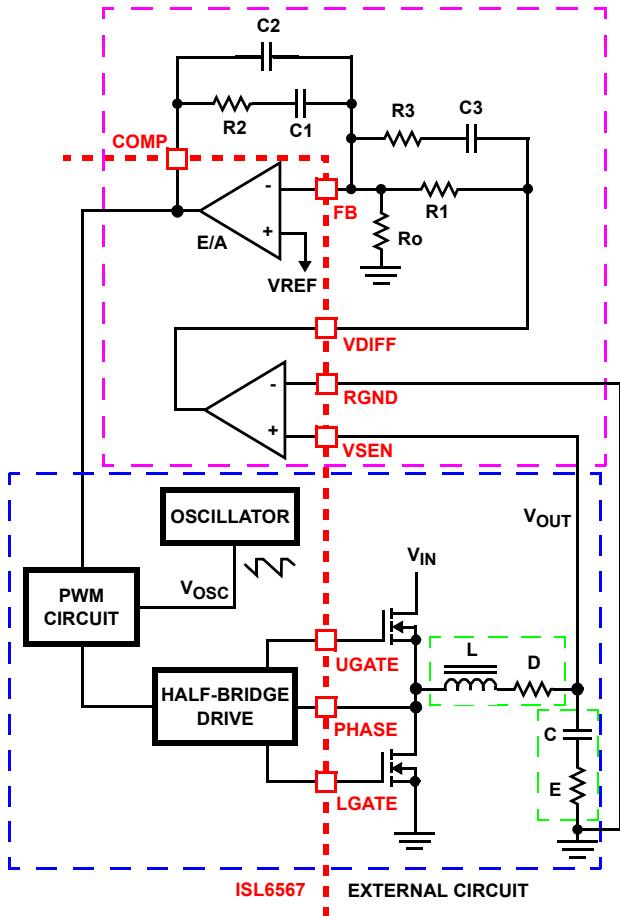 C2
R2
C1
R3
C3
COMP
-
FB
R1
+
E/A
Ro
VREF
VDIFF
-
RGND
+
VSEN
VOUT
OSCILLATOR
VIN
PWM
CIRCUIT
VOSC
UGATE
L
D
HALF-BRIDGE
DRIVE
PHASE
C
E
LGATE
ISL6567
EXTERNAL CIRCUIT